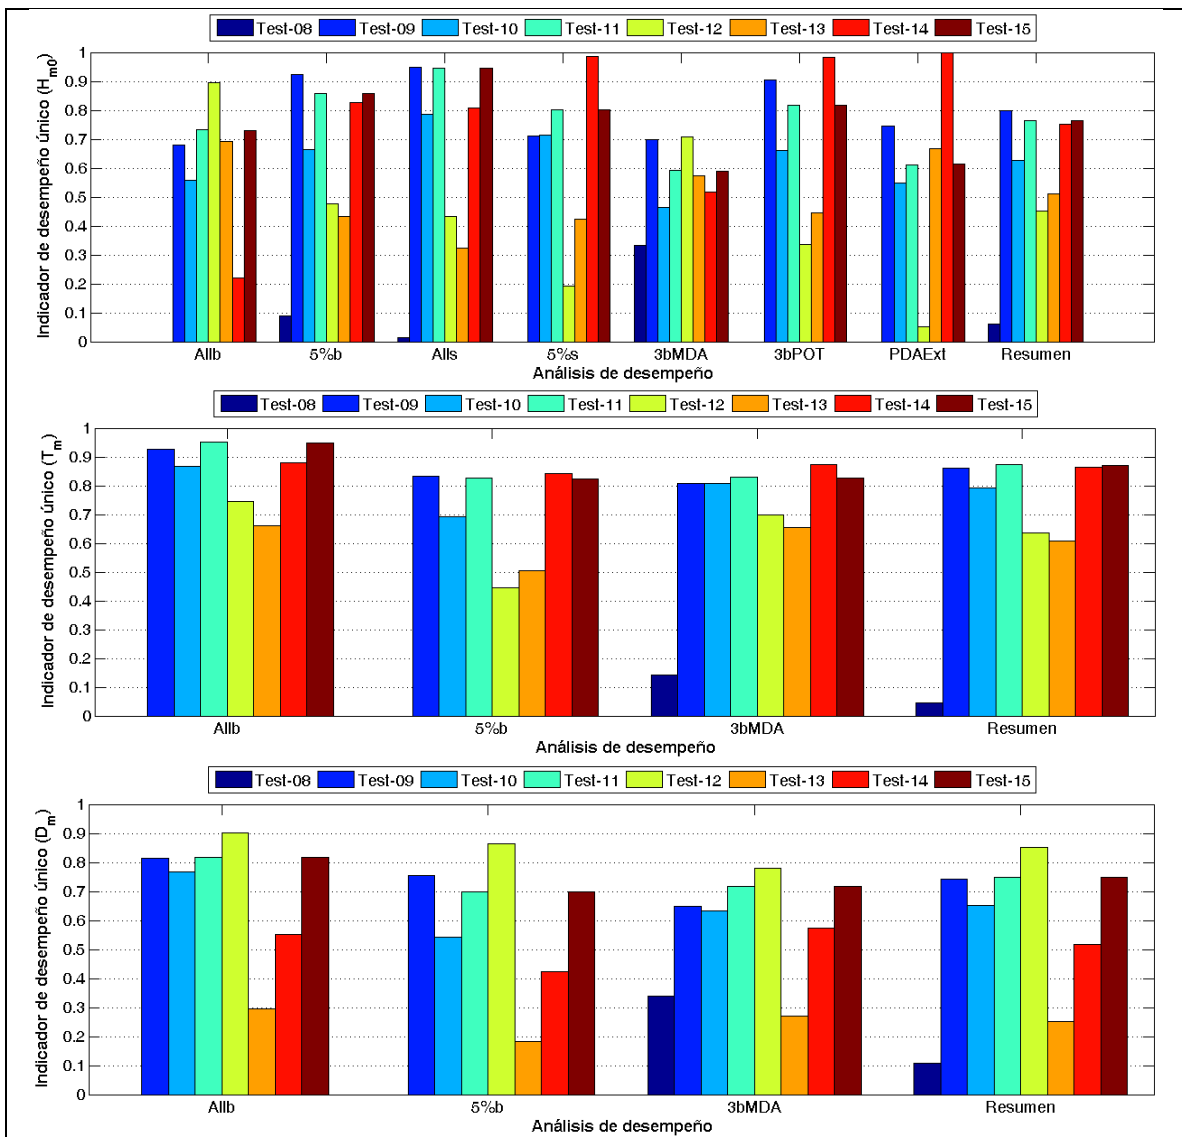 Test-08 Test-09 Test-10 Test-11 Test-12 Test-13 Test-14 Test-15
Indicador de desempeño único (Hm0)
1
0.9
0.8
0.7
0.6
0.5
0.4
0.3
0.2
0.1
0
Allb 5%b Alls 5%s 3bMDA 3bPOT PDAExt Resumen
Análisis de desempeño
Test-08 Test-09 Test-10 Test-11 Test-12 Test-13 Test-14 Test-15
Indicador de desempeño único (Tm)
1
0.9
0.8
0.7
0.6
0.5
0.4
0.3
0.2
0.1
0
Allb 5%b 3bMDA Resumen
Análisis de desempeño
Test-08 Test-09 Test-10 Test-11 Test-12 Test-13 Test-14 Test-15
Indicador de desempeño único (Dm)
1
0.9
0.8
0.7
0.6
0.5
0.4
0.3
0.2
0.1
0
Allb 5%b 3bMDA Resumen
Análisis de desempeño